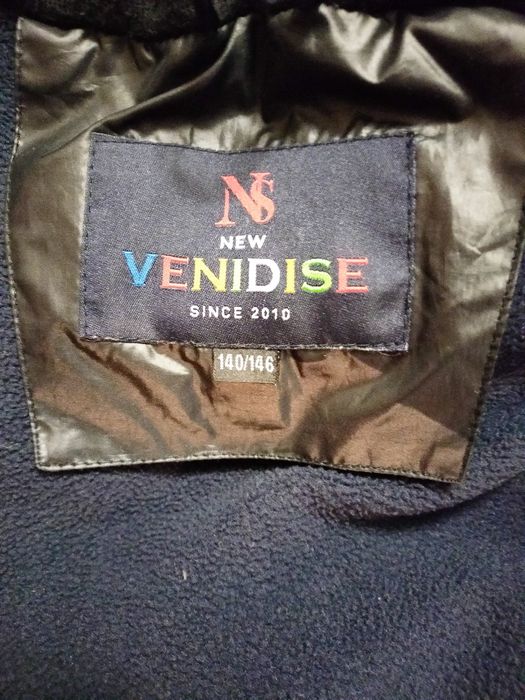 NS
NEW
VENIDISE
SINCE 2010
140/146